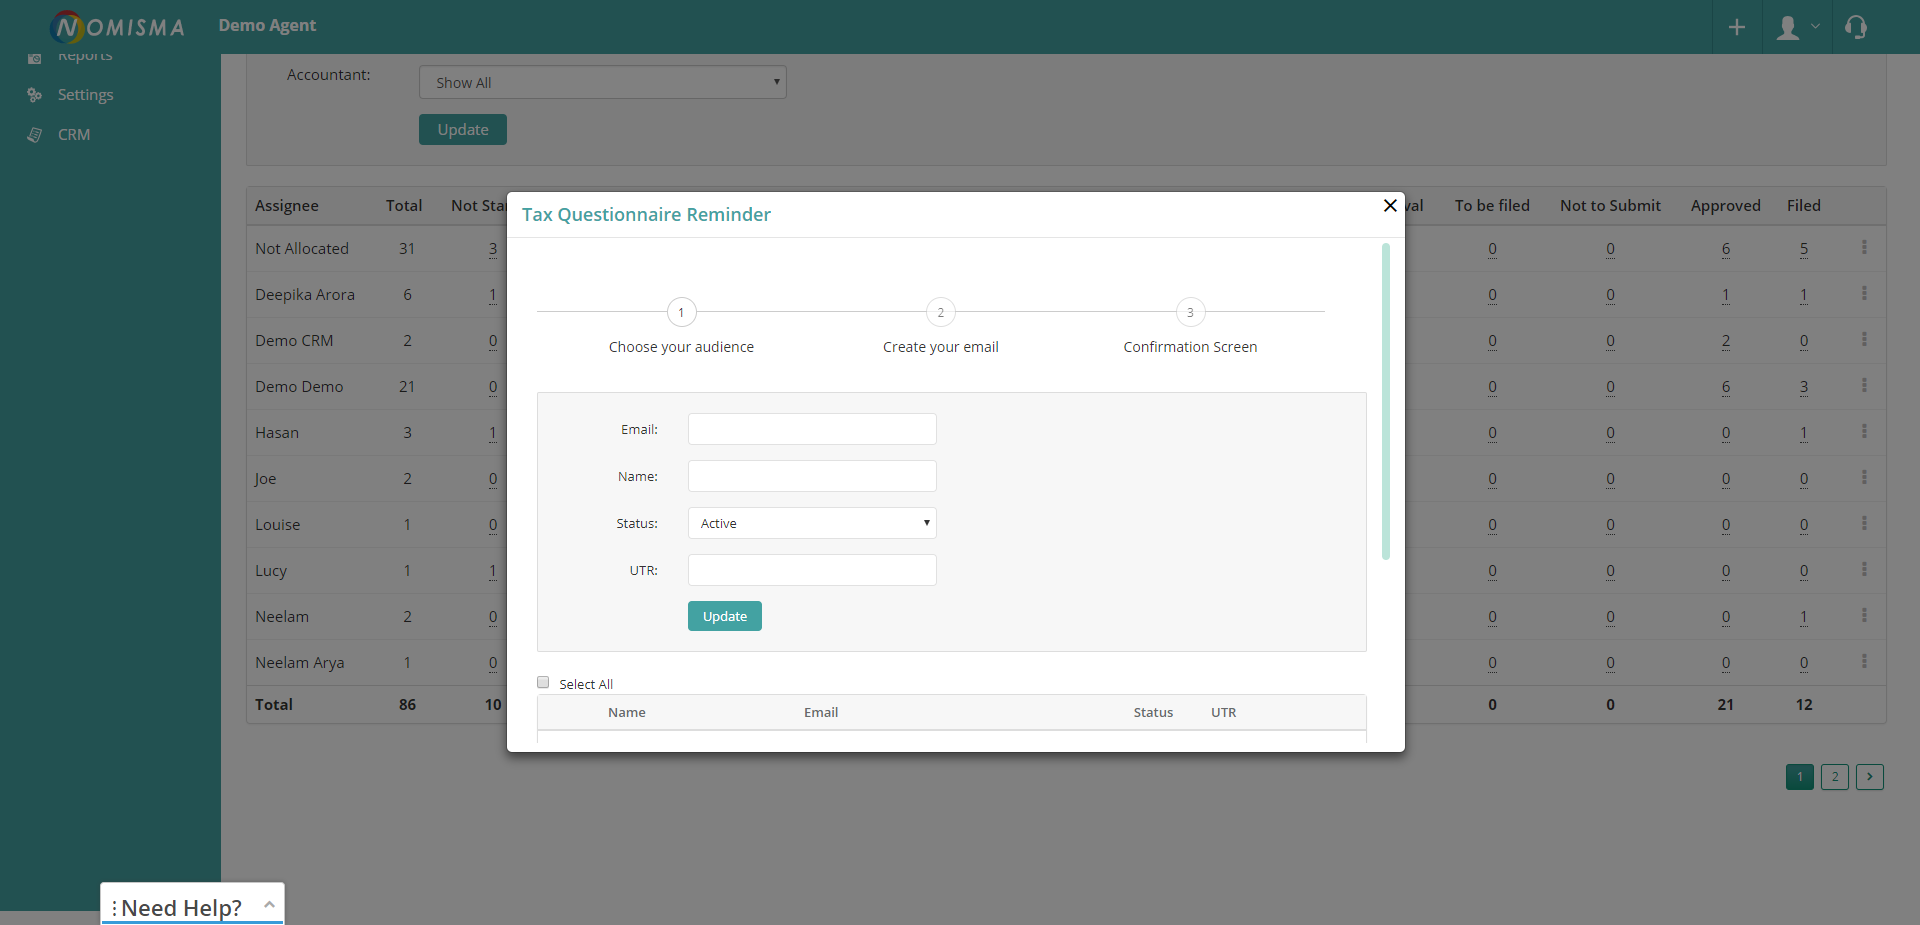 NOMISMA Demo Agent
Reports
Settings
CRM
Accountant: Show All
Update
Assignee Total Not Sta val To be filed Not to Submit Approved Filed
Not Allocated 31 3 0 0 6 5
Deepika Arora 6 1 0 0 1 1
Demo CRM 2 0 0 0 2 0
Demo Demo 21 0 0 0 6 3
Hasan 3 1 0 0 0 1
Joe 2 0 0 0 0 0
Louise 1 0 0 0 0 0
Lucy 1 1 0 0 0 0
Neelam 2 0 0 0 0 1
Neelam Arya 1 0 0 0 0 0
Total 86 10 0 0 21 12
1 2 >
Tax Questionnaire Reminder
1 2 3
Choose your audience Create your email Confirmation Screen
Email:
Name:
Status: Active
UTR:
Update
Select All
Name Email Status UTR
Need Help?